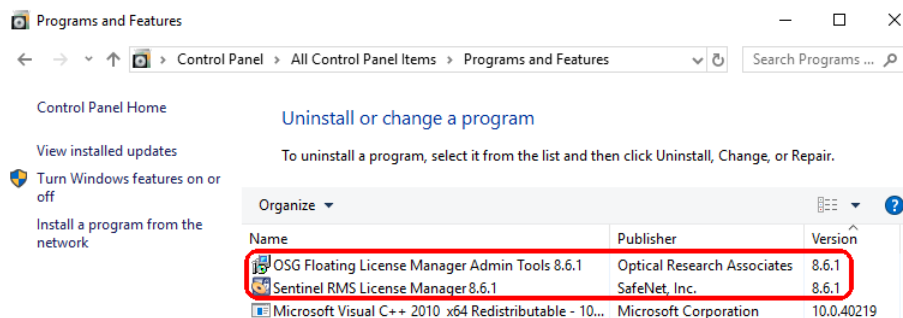 Programs and Features
Control Panel > All Control Panel Items > Programs and Features
Search Programs ...
Control Panel Home
View installed updates
Turn Windows features on or
off
Install a program from the
network
Uninstall or change a program
To uninstall a program, select it from the list and then click Uninstall, Change, or Repair.
Organize
Name Publisher Version
OSG Floating License Manager Admin Tools 8.6.1 Optical Research Associates 8.6.1
Sentinel RMS License Manager 8.6.1 SafeNet, Inc. 8.6.1
Microsoft Visual C++ 2010 x64 Redistributable - 10... Microsoft Corporation 10.0.40219